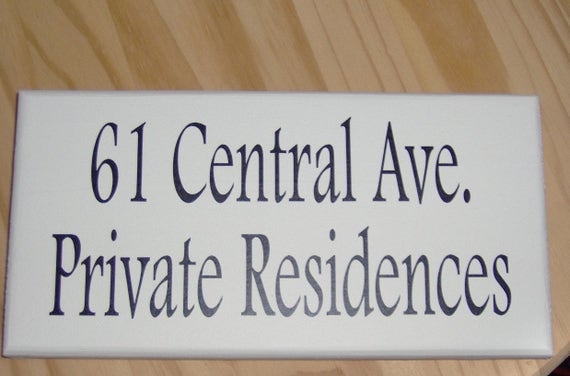 61 Central Ave.
Private Residences